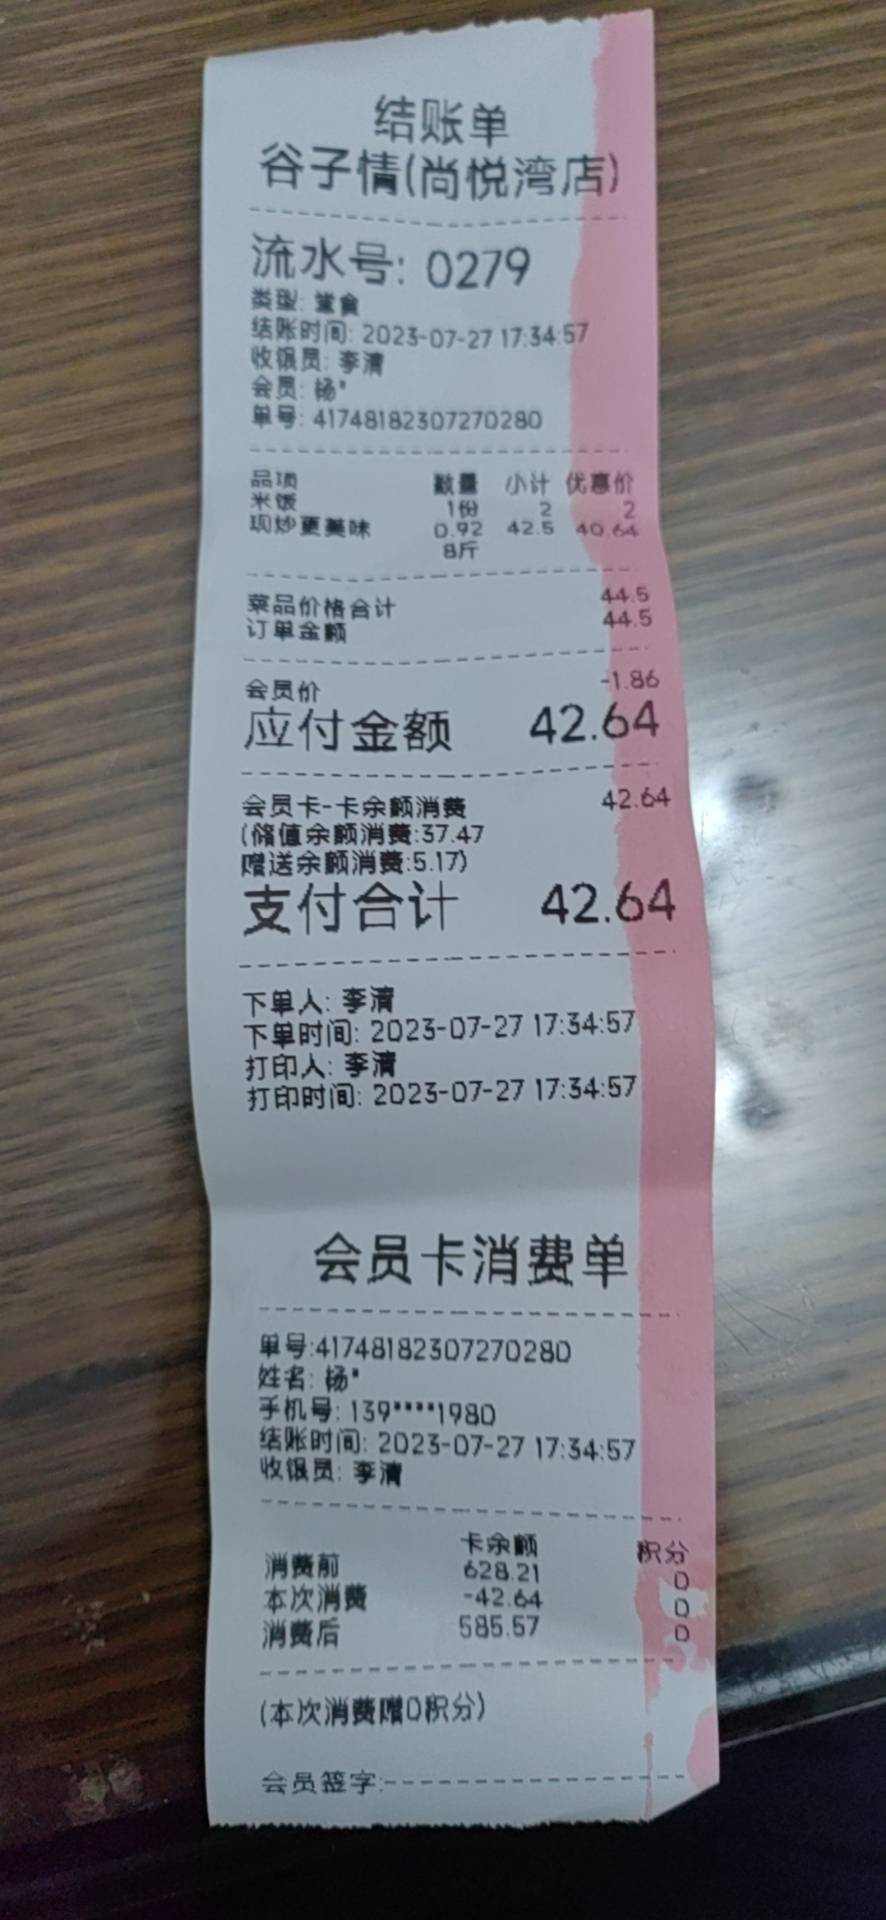 结账单
谷子情(尚悦湾店)
流水号: 0279
类型: 堂食
结账时间: 2023-07-27 17:34:57
收银员: 李清
会员: 杨*
单号: 41748182307270280
品项 数量 小计 优惠价
米饭 1份 2 2
现炒更美味 0.92 42.5 40.64
8斤
菜品价格合计 44.5
订单金额 44.5
会员价 -1.86
应付金额 42.64
会员卡-卡余额消费 42.64
(储值余额消费:37.47
赠送余额消费:5.17)
支付合计 42.64
下单人: 李清
下单时间: 2023-07-27 17:34:57
打印人: 李清
打印时间: 2023-07-27 17:34:57
会员卡消费单
单号:41748182307270280
姓名: 杨*
手机号: 139****1980
结账时间: 2023-07-27 17:34:57
收银员: 李清
卡余额 积分
消费前 628.21 0
本次消费 -42.64 0
消费后 585.57 0
(本次消费赠0积分)
会员签字: